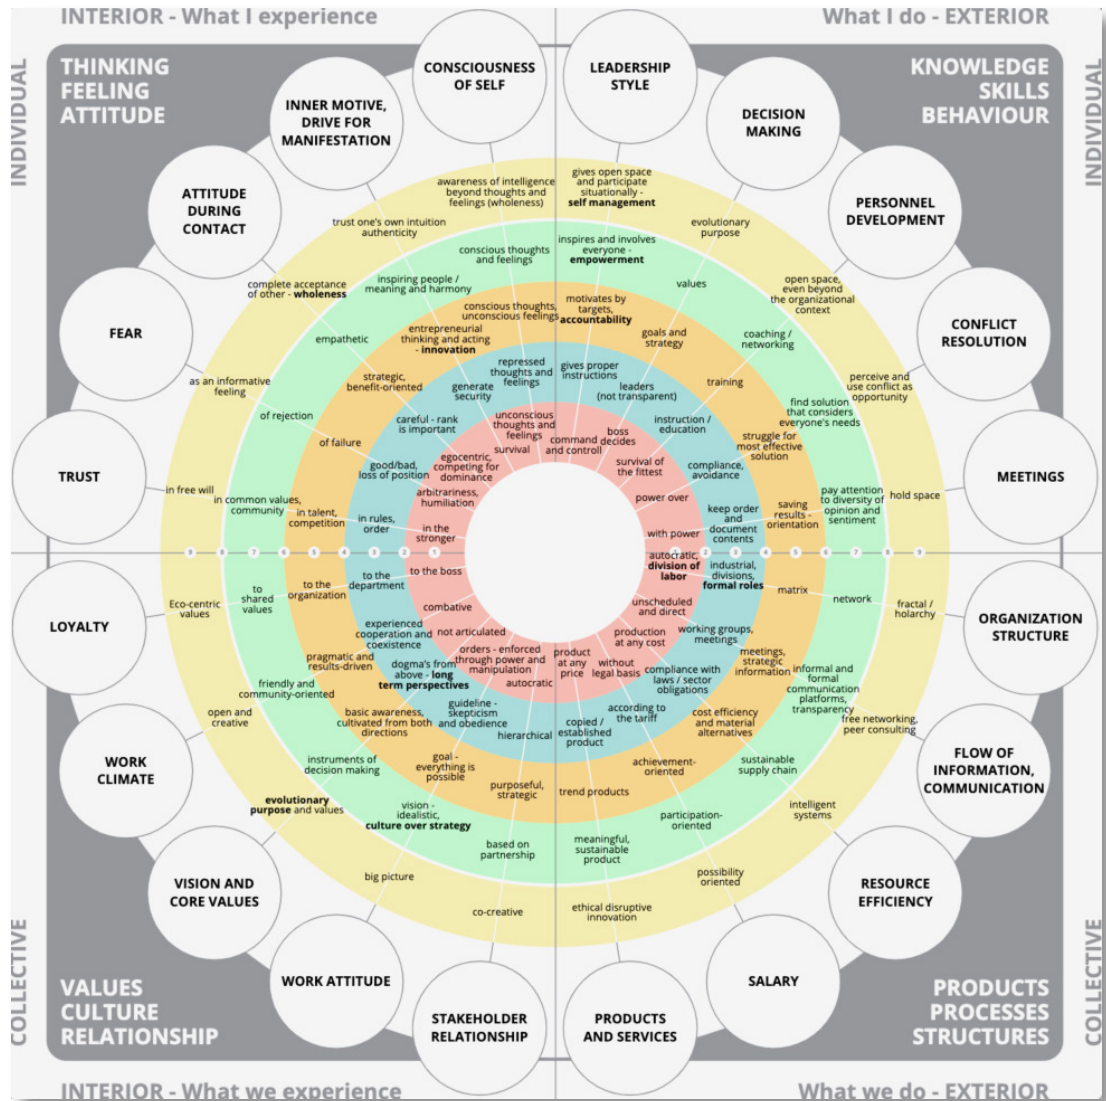 INTERIOR - What I experience
What I do - EXTERIOR
INDIVIDUAL
THINKING
FEELING
ATTITUDE
KNOWLEDGE
SKILLS
BEHAVIOUR
INDIVIDUAL
CONSCIOUSNESS
OF SELF
LEADERSHIP
STYLE
INNER MOTIVE,
DRIVE FOR
MANIFESTATION
DECISION
MAKING
ATTITUDE
DURING
CONTACT
PERSONNEL
DEVELOPMENT
FEAR
CONFLICT
RESOLUTION
TRUST
MEETINGS
awareness of intelligence
beyond thoughts and
feelings (wholeness)
conscious thoughts
and feelings
conscious thoughts,
unconscious feelings
repressed
thoughts and
feelings
unconscious
thoughts and
feelings
gives open space
and participate
situationally -
self management
inspires and involves
everyone -
empowerment
motivates by
targets,
accountability
gives proper
instructions
command
and controll
trust one's own intuition
authenticity
inspiring people /
meaning and harmony
entrepreneurial
thinking and acting
- innovation
generate
security
survival
evolutionary
purpose
values
goals and
strategy
leaders
(not transparent)
boss
decides
complete acceptance
of other - wholeness
empathetic
strategic,
benefit-oriented
careful - rank
is important
egocentric,
competing for
dominance
open space,
even beyond
the organizational
context
coaching /
networking
training
instruction /
education
survival of
the fittest
as an informative
feeling
of rejection
of failure
good/bad,
loss of position
arbitrariness,
humiliation
perceive and
use conflict as
opportunity
find solution
that considers
everyone's needs
struggle for
most effective
solution
compliance,
avoidance
power over
in free will
in common values,
community
in talent,
competition
in rules,
order
in the
stronger
hold space
pay attention
to diversity of
opinion and
sentiment
saving
results -
orientation
keep order
and
document
contents
with power
9 8 7 6 5 4 3 2 1
1 2 3 4 5 6 7 8 9
Eco-centric
values
to
shared
values
to the
organization
to the
department
to the boss
autocratic,
division of
labor
industrial,
divisions,
formal roles
matrix
network
fractal /
holarchy
open and
creative
friendly and
community-oriented
pragmatic and
results-driven
experienced
cooperation and
coexistence
combative
unscheduled
and direct
working groups,
meetings
meetings,
strategic
information
informal and
formal
communication
platforms,
transparency
free networking,
peer consulting
evolutionary
purpose and values
instruments of
decision making
basic awareness,
cultivated from both
directions
dogma's from
above - long
term perspectives
not articulated
production
at any cost
compliance with
laws / sector
obligations
cost efficiency
and material
alternatives
sustainable
supply chain
intelligent
systems
big picture
vision -
idealistic,
culture over strategy
goal -
everything is
possible
guideline -
skepticism
and obedience
orders - enforced
through power and
manipulation
without
legal basis
according to
the tariff
achievement-
oriented
participation-
oriented
possibility
oriented
co-creative
based on
partnership
purposeful,
strategic
hierarchical
autocratic
product
at any
price
copied /
established
product
trend products
meaningful,
sustainable
product
ethical disruptive
innovation
LOYALTY
ORGANIZATION
STRUCTURE
WORK
CLIMATE
FLOW OF
INFORMATION,
COMMUNICATION
VISION AND
CORE VALUES
RESOURCE
EFFICIENCY
WORK ATTITUDE
SALARY
STAKEHOLDER
RELATIONSHIP
PRODUCTS
AND SERVICES
COLLECTIVE
VALUES
CULTURE
RELATIONSHIP
PRODUCTS
PROCESSES
STRUCTURES
COLLECTIVE
INTERIOR - What we experience
What we do - EXTERIOR